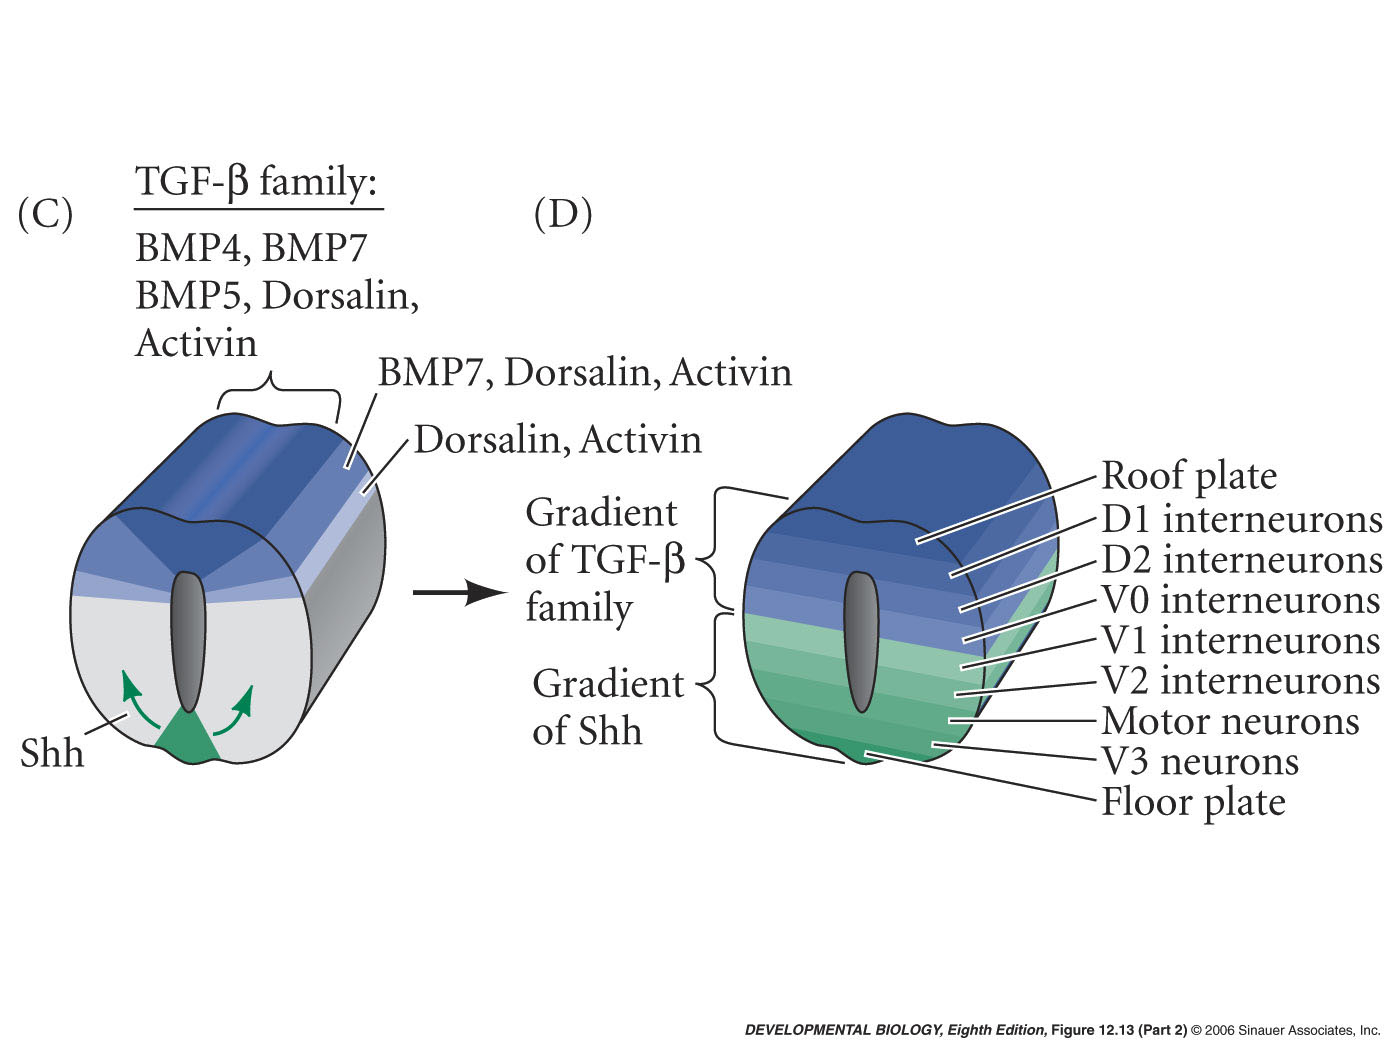 (C)
TGF-β family:
BMP4, BMP7
BMP5, Dorsalin,
Activin
BMP7, Dorsalin, Activin
Dorsalin, Activin
Shh
(D)
Gradient
of TGF-β
family
Gradient
of Shh
Roof plate
D1 interneurons
D2 interneurons
V0 interneurons
V1 interneurons
V2 interneurons
Motor neurons
V3 neurons
Floor plate
DEVELOPMENTAL BIOLOGY, Eighth Edition, Figure 12.13 (Part 2) © 2006 Sinauer Associates, Inc.